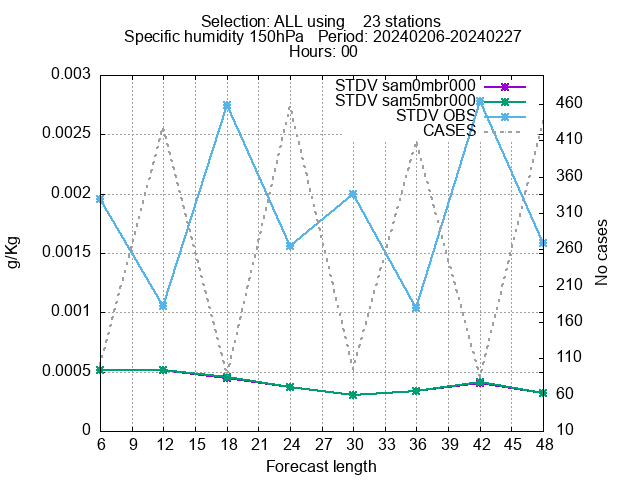 Selection: ALL using    23 stations
Specific humidity 150hPa   Period: 20240206-20240227
Hours: 00
STDV sam0mbr000
STDV sam5mbr000
STDV OBS
CASES
g/Kg
0.003
0.0025
0.002
0.0015
0.001
0.0005
0
No cases
460
410
360
310
260
210
160
110
60
10
6 9 12 15 18 21 24 27 30 33 36 39 42 45 48
Forecast length